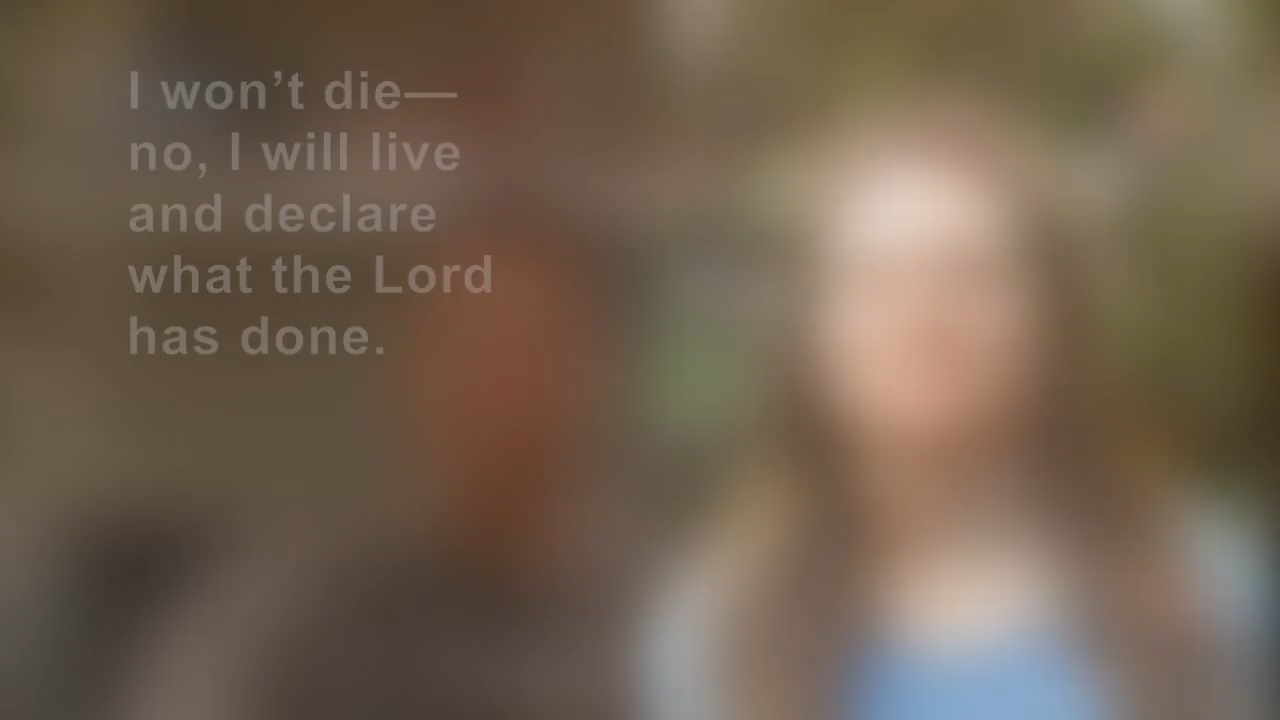 I won’t die—
no, I will live
and declare
what the Lord
has done.